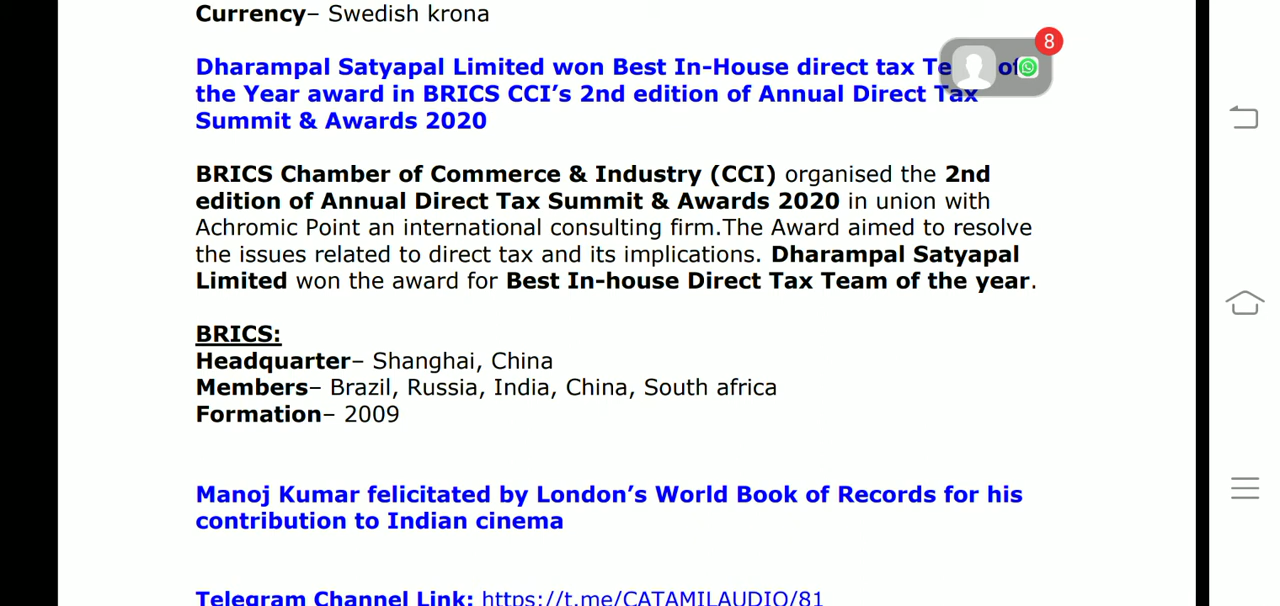 Currency– Swedish krona
8
Dharampal Satyapal Limited won Best In-House direct tax of
the Year award in BRICS CCI’s 2nd edition of Annual Direct Tax
Summit & Awards 2020
BRICS Chamber of Commerce & Industry (CCI) organised the 2nd
edition of Annual Direct Tax Summit & Awards 2020 in union with
Achromic Point an international consulting firm.The Award aimed to resolve
the issues related to direct tax and its implications. Dharampal Satyapal
Limited won the award for Best In-house Direct Tax Team of the year.
BRICS:
Headquarter– Shanghai, China
Members– Brazil, Russia, India, China, South africa
Formation– 2009
Manoj Kumar felicitated by London’s World Book of Records for his
contribution to Indian cinema
Telegram Channel Link: https://t.me/CATAMILAUDIO/81